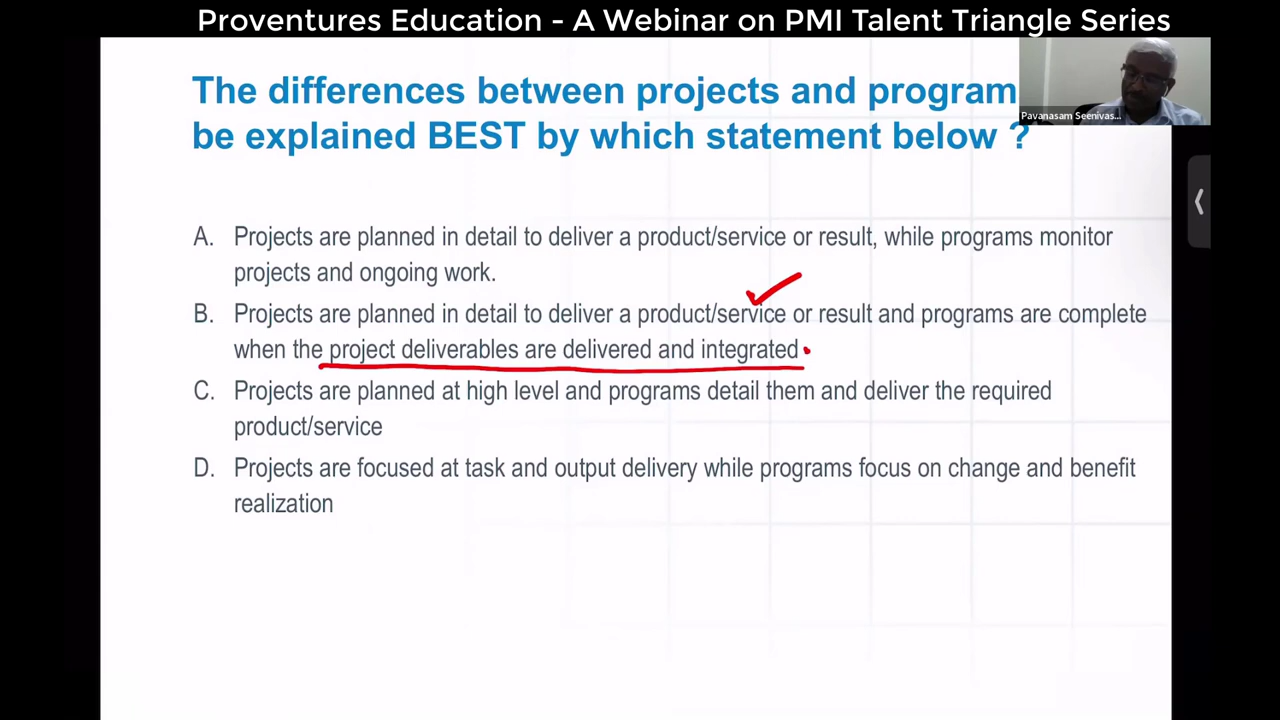 Proventures Education - A Webinar on PMI Talent Triangle Series
The differences between projects and program
be explained BEST by which statement below ?
Pavanasam Seenivas...
A. Projects are planned in detail to deliver a product/service or result, while programs monitor
projects and ongoing work.
B. Projects are planned in detail to deliver a product/service or result and programs are complete
when the project deliverables are delivered and integrated
C. Projects are planned at high level and programs detail them and deliver the required
product/service
D. Projects are focused at task and output delivery while programs focus on change and benefit
realization